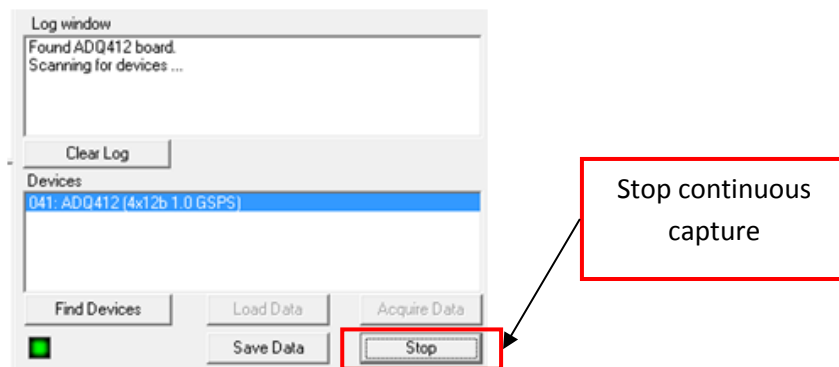 Log window
Found ADQ412 board.
Scanning for devices ...
Clear Log
Devices
041: ADQ412 (4x12b 1.0 GSPS)
Find Devices
Load Data
Acquire Data
Save Data
Stop
Stop continuous
capture